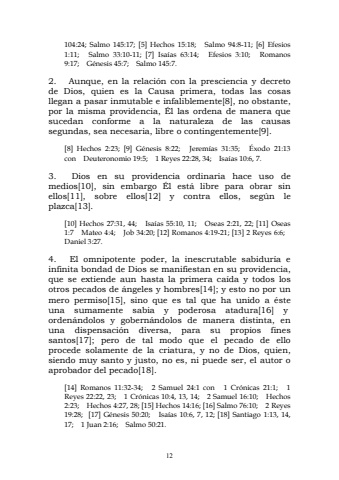 104:24; Salmo 145:17; [5] Hechos 15:18; Salmo 94:8-11; [6] Efesios
1:11; Salmo 33:10-11; [7] Isaías 63:14; Efesios 3:10; Romanos
9:17; Génesis 45:7; Salmo 145:7.
2. Aunque, en la relación con la presciencia y decreto
de Dios, quien es la Causa primera, todas las cosas
llegan a pasar inmutable e infaliblemente[8], no obstante,
por la misma providencia, Él las ordena de manera que
sucedan conforme a la naturaleza de las causas
segundas, sea necesaria, libre o contingentemente[9].
[8] Hechos 2:23; [9] Génesis 8:22; Jeremías 31:35; Éxodo 21:13
con Deuteronomio 19:5; 1 Reyes 22:28, 34; Isaías 10:6, 7.
3. Dios en su providencia ordinaria hace uso de
medios[10], sin embargo Él está libre para obrar sin
ellos[11], sobre ellos[12] y contra ellos, según le
plazca[13].
[10] Hechos 27:31, 44; Isaías 55:10, 11; Oseas 2:21, 22; [11] Oseas
1:7 Mateo 4:4; Job 34:20; [12] Romanos 4:19-21; [13] 2 Reyes 6:6;
Daniel 3:27.
4. El omnipotente poder, la inescrutable sabiduría e
infinita bondad de Dios se manifiestan en su providencia,
que se extiende aun hasta la primera caída y todos los
otros pecados de ángeles y hombres[14]; y esto no por un
mero permiso[15], sino que es tal que ha unido a éste
una sumamente sabia y poderosa atadura[16] y
ordenándolos y gobernándolos de manera distinta, en
una dispensación diversa, para su propios fines
santos[17]; pero de tal modo que el pecado de ello
procede solamente de la criatura, y no de Dios, quien,
siendo muy santo y justo, no es, ni puede ser, el autor o
aprobador del pecado[18].
[14] Romanos 11:32-34; 2 Samuel 24:1 con 1 Crónicas 21:1; 1
Reyes 22:22, 23; 1 Crónicas 10:4, 13, 14; 2 Samuel 16:10; Hechos
2:23; Hechos 4:27, 28; [15] Hechos 14:16; [16] Salmo 76:10; 2 Reyes
19:28; [17] Génesis 50:20; Isaías 10:6, 7, 12; [18] Santiago 1:13, 14,
17; 1 Juan 2:16; Salmo 50:21.
12